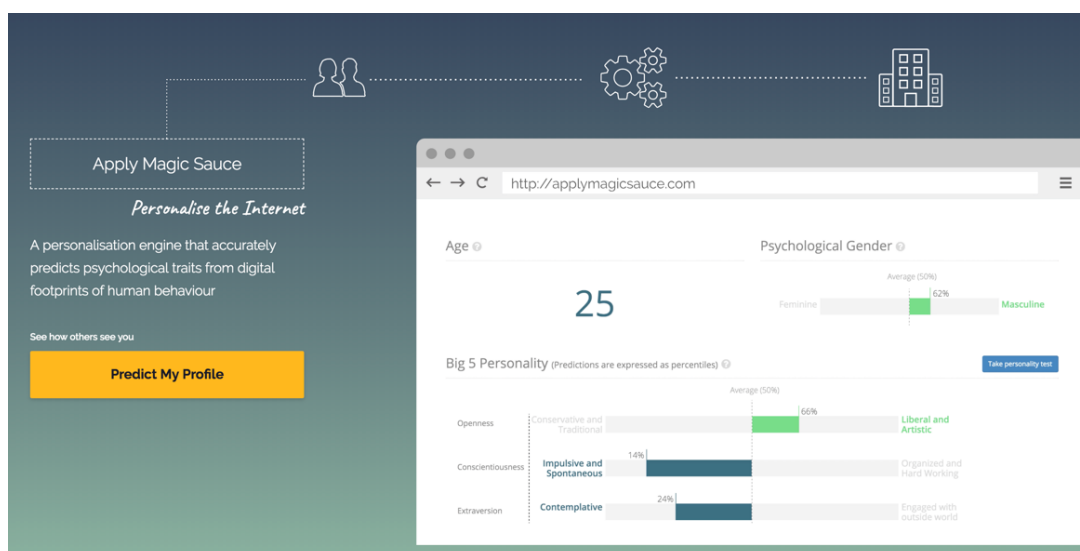 Apply Magic Sauce
Personalise the Internet
A personalisation engine that accurately
predicts psychological traits from digital
footprints of human behaviour
See how others see you
Predict My Profile
http://applymagicsauce.com
Age ?
25
Psychological Gender ?
Average (50%)
62%
Feminine
Masculine
Big 5 Personality (Predictions are expressed as percentiles) ?
Take personality test
Average (50%)
66%
Openness
Conservative and
Traditional
Liberal and
Artistic
14%
Conscientiousness
Impulsive and
Spontaneous
Organized and
Hard Working
24%
Extraversion
Contemplative
Engaged with
outside world